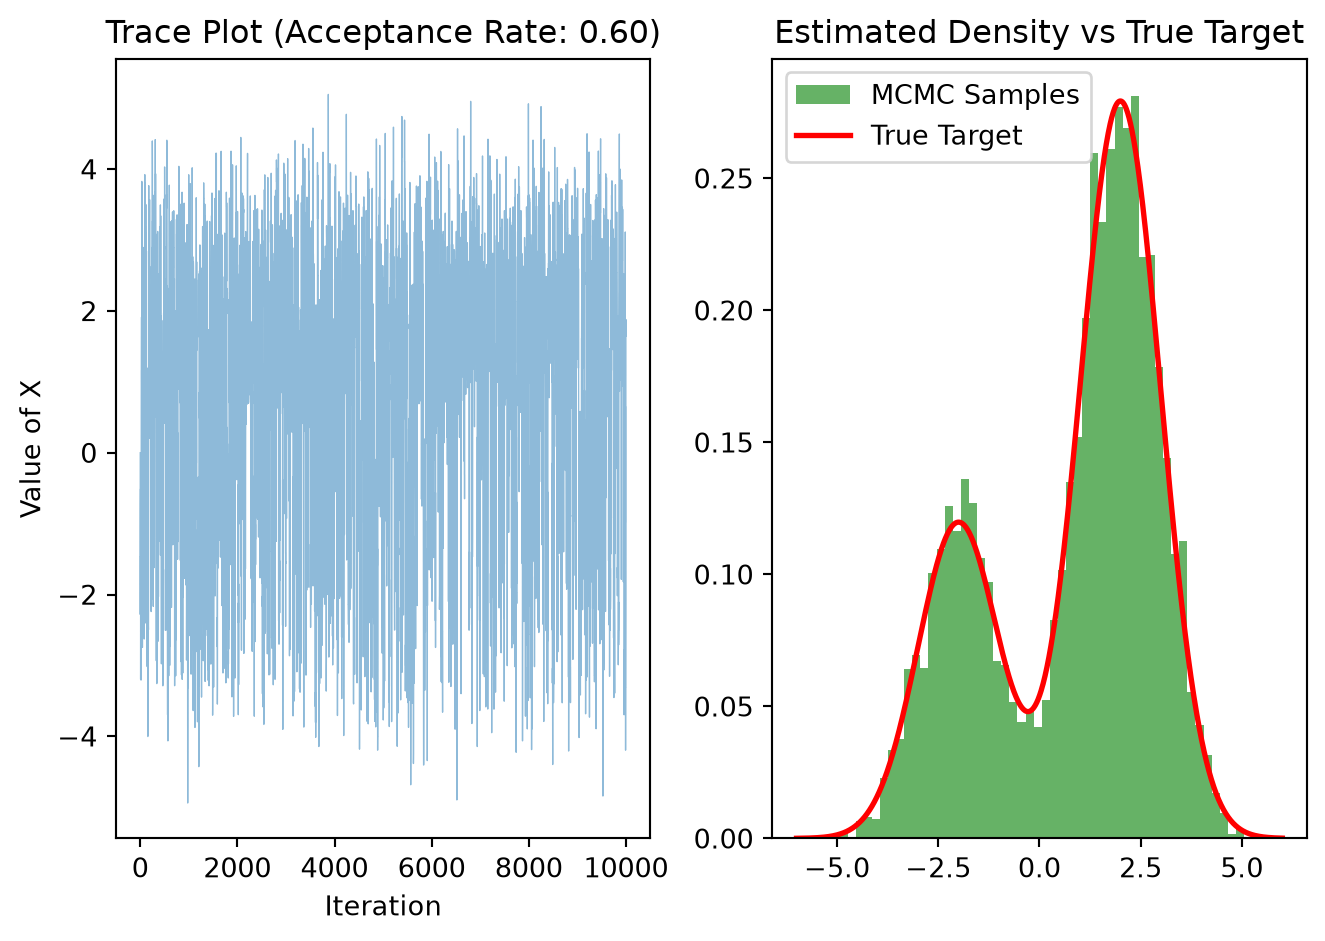 Trace Plot (Acceptance Rate: 0.60)
Value of X
4
2
0
−2
−4
0 2000 4000 6000 8000 10000
Iteration
Estimated Density vs True Target
MCMC Samples
True Target
0.25
0.20
0.15
0.10
0.05
0.00
−5.0 −2.5 0.0 2.5 5.0